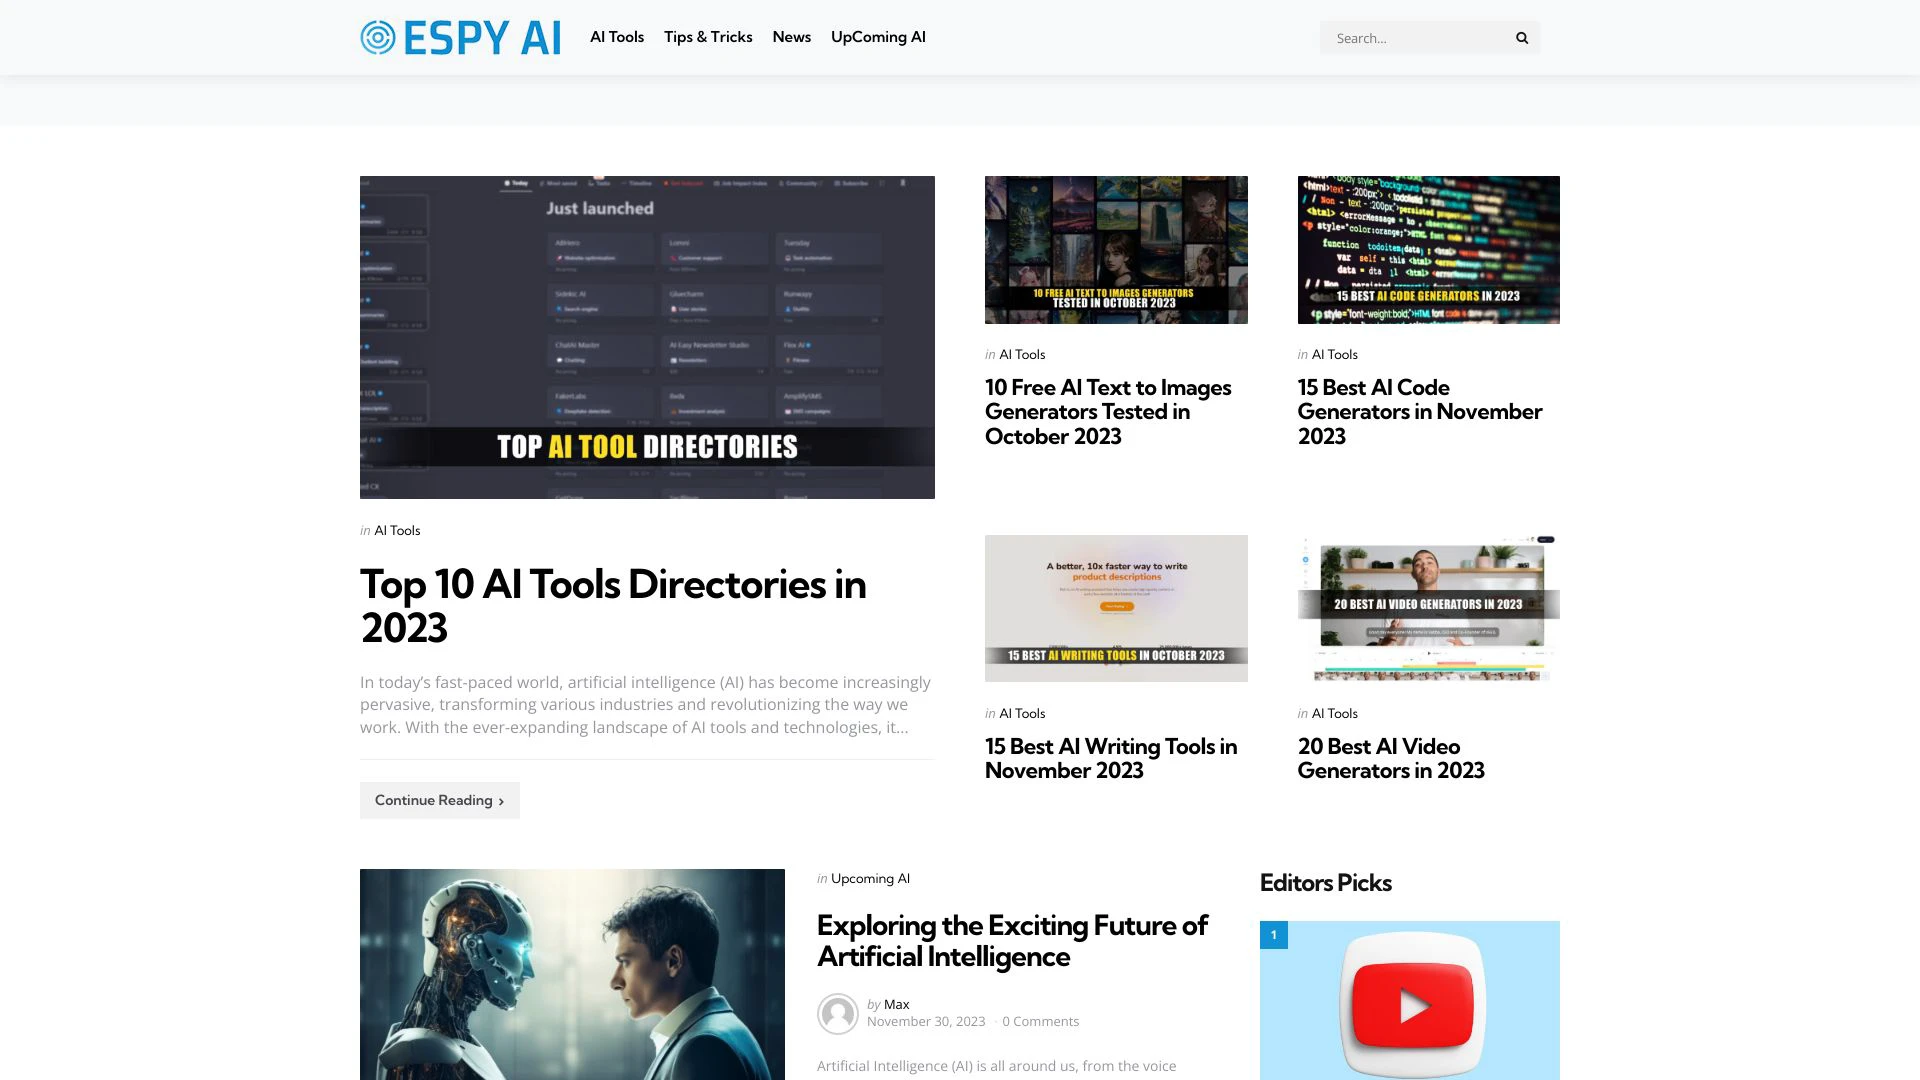 ESPY AI
AI Tools
Tips & Tricks
News
UpComing AI
Search...
Just launched
TOP AI TOOL DIRECTORIES
in AI Tools
Top 10 AI Tools Directories in
2023
In today's fast-paced world, artificial intelligence (AI) has become increasingly
pervasive, transforming various industries and revolutionizing the way we
work. With the ever-expanding landscape of AI tools and technologies, it...
Continue Reading ›
10 FREE AI TEXT TO IMAGES GENERATORS
TESTED IN OCTOBER 2023
in AI Tools
10 Free AI Text to Images
Generators Tested in
October 2023
15 BEST AI CODE GENERATORS IN 2023
in AI Tools
15 Best AI Code
Generators in November
2023
A better, 10x faster way to write
product descriptions
15 BEST AI WRITING TOOLS IN OCTOBER 2023
in AI Tools
15 Best AI Writing Tools in
November 2023
20 BEST AI VIDEO GENERATORS IN 2023
in AI Tools
20 Best AI Video
Generators in 2023
in Upcoming AI
Exploring the Exciting Future of
Artificial Intelligence
by Max
November 30, 2023 · 0 Comments
Artificial Intelligence (AI) is all around us, from the voice
Editors Picks
1